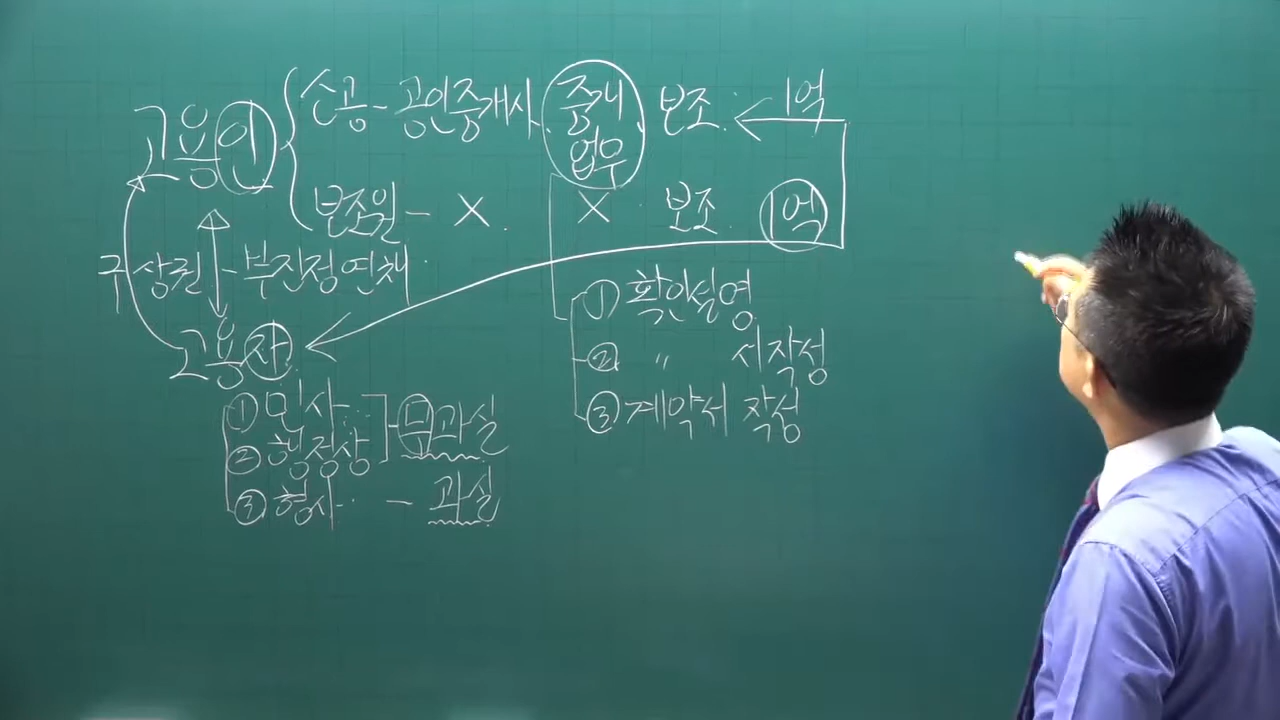 고용인 { 소공 - 공인중개사. 중개업무 보조. ← 1억
보조원 - X. X 보조. 1억
구상권 - 부진정연채.
고용자
① 민사. ] - 무과실
② 행정상
③ 형사. - 과실
① 확인설명.
② 〃 서작성
③ 계약서 작성